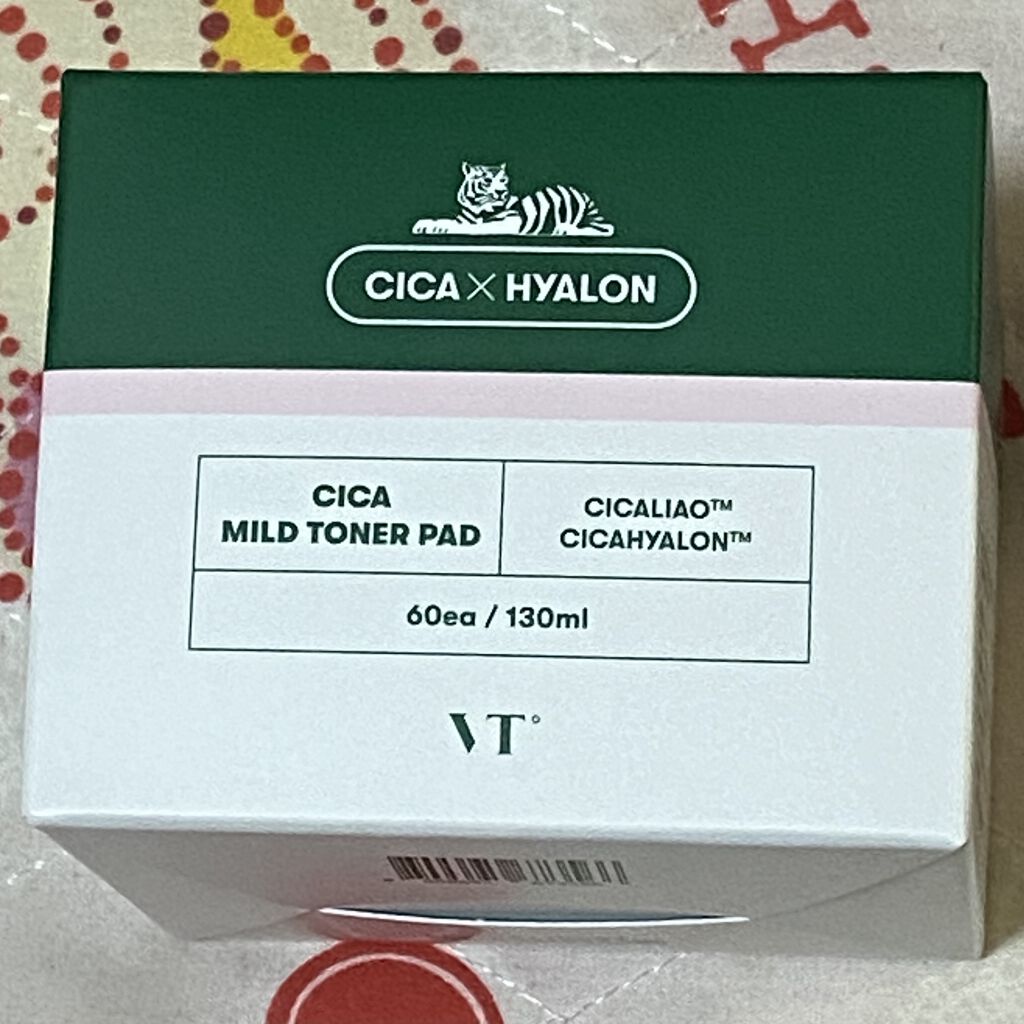 CICA×HYALON
CICA
MILD TONER PAD
CICALIAO™
CICAHYALON™
60ea / 130ml
VT°